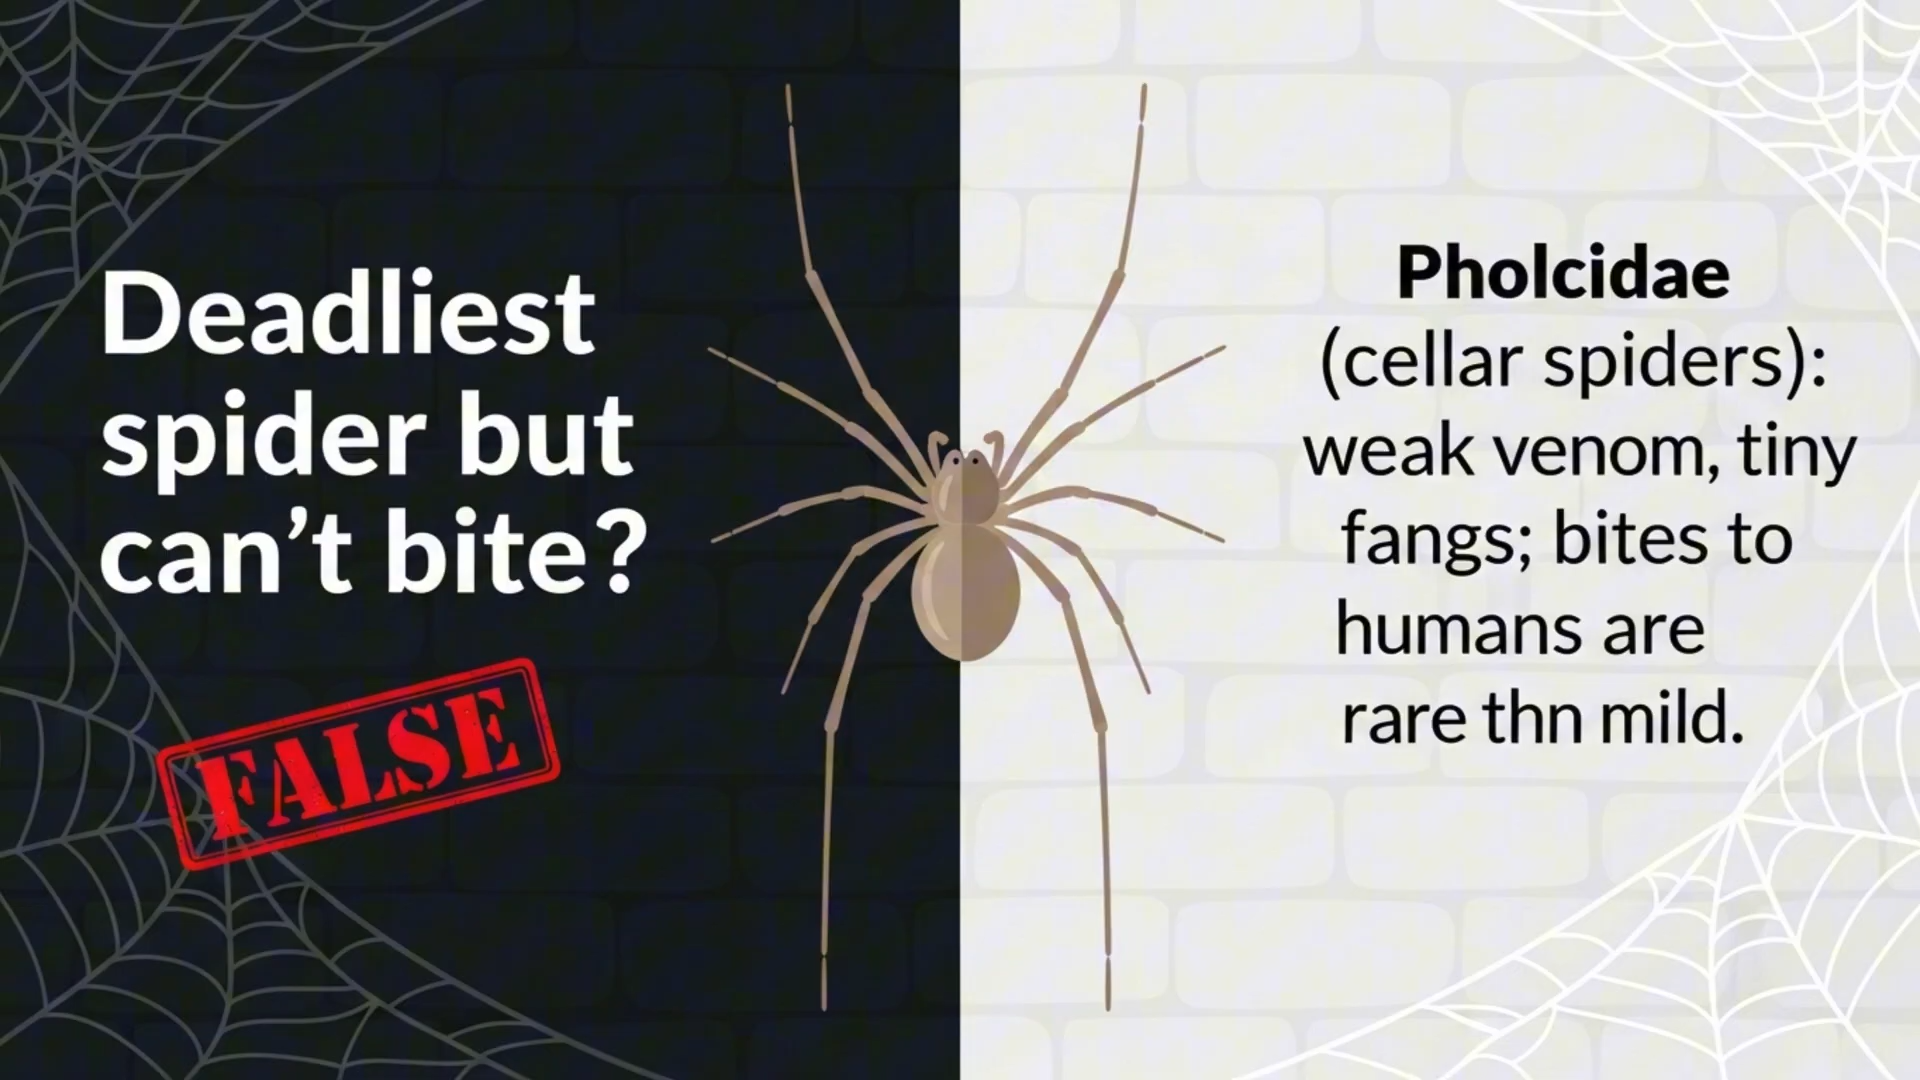 Deadliest
spider but
can’t bite?
FALSE
Pholcidae
(cellar spiders):
weak venom, tiny
fangs; bites to
humans are
rare thn mild.